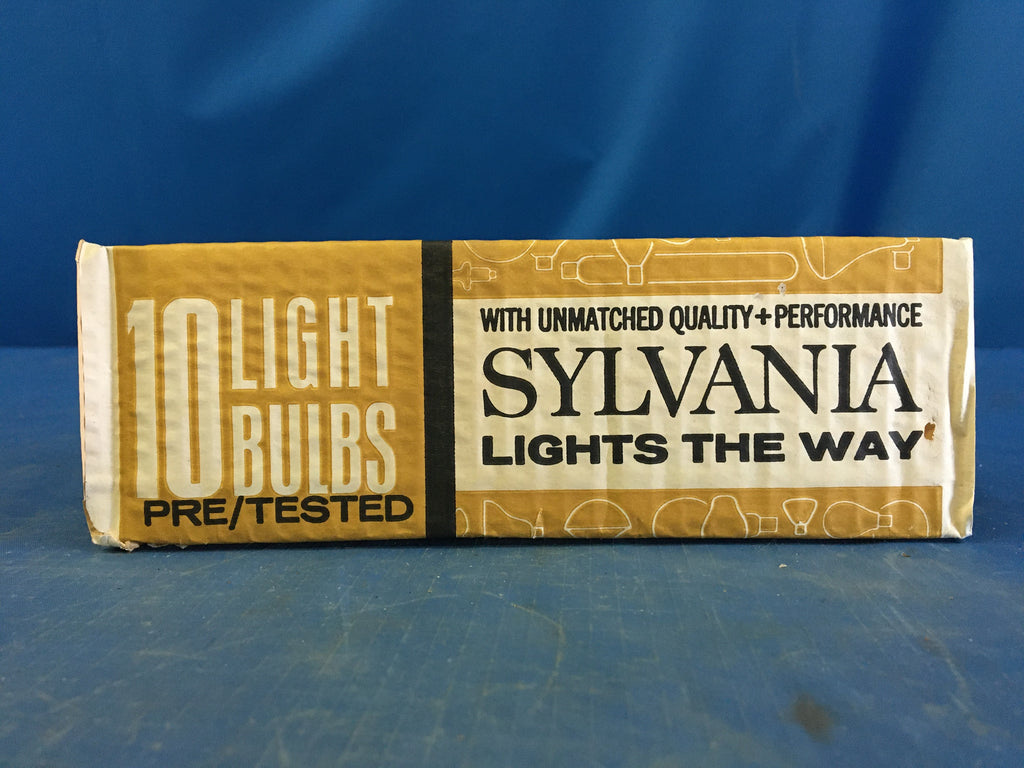 10 LIGHT
BULBS
PRE/TESTED
WITH UNMATCHED QUALITY+PERFORMANCE
SYLVANIA
LIGHTS THE WAY